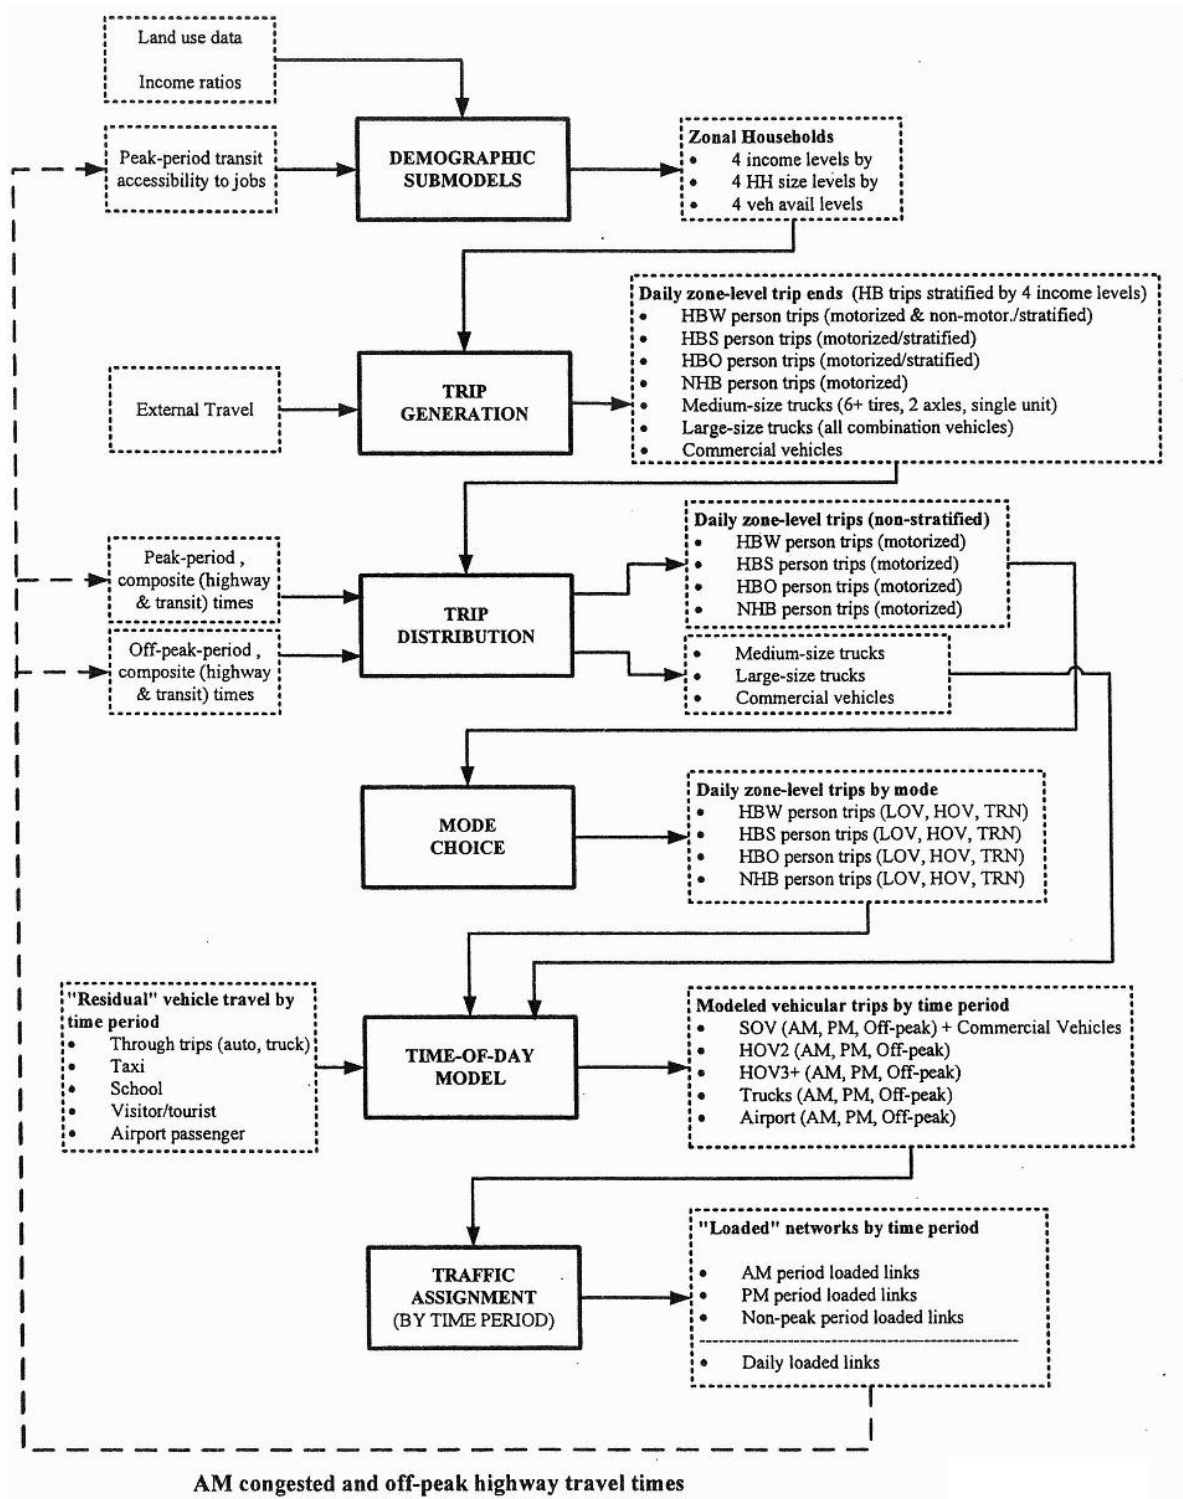 Land use data
Income ratios
Peak-period transit
accessibility to jobs
DEMOGRAPHIC
SUBMODELS
Zonal Households
• 4 income levels by
• 4 HH size levels by
• 4 veh avail levels
External Travel
TRIP
GENERATION
Daily zone-level trip ends (HB trips stratified by 4 income levels)
• HBW person trips (motorized & non-motor./stratified)
• HBS person trips (motorized/stratified)
• HBO person trips (motorized/stratified)
• NHB person trips (motorized)
• Medium-size trucks (6+ tires, 2 axles, single unit)
• Large-size trucks (all combination vehicles)
• Commercial vehicles
Peak-period ,
composite (highway
& transit) times
Off-peak-period ,
composite (highway
& transit) times
TRIP
DISTRIBUTION
Daily zone-level trips (non-stratified)
• HBW person trips (motorized)
• HBS person trips (motorized)
• HBO person trips (motorized)
• NHB person trips (motorized)
• Medium-size trucks
• Large-size trucks
• Commercial vehicles
MODE
CHOICE
Daily zone-level trips by mode
• HBW person trips (LOV, HOV, TRN)
• HBS person trips (LOV, HOV, TRN)
• HBO person trips (LOV, HOV, TRN)
• NHB person trips (LOV, HOV, TRN)
"Residual" vehicle travel by
time period
• Through trips (auto, truck)
• Taxi
• School
• Visitor/tourist
• Airport passenger
TIME-OF-DAY
MODEL
Modeled vehicular trips by time period
• SOV (AM, PM, Off-peak) + Commercial Vehicles
• HOV2 (AM, PM, Off-peak)
• HOV3+ (AM, PM, Off-peak)
• Trucks (AM, PM, Off-peak)
• Airport (AM, PM, Off-peak)
TRAFFIC
ASSIGNMENT
(BY TIME PERIOD)
"Loaded" networks by time period
• AM period loaded links
• PM period loaded links
• Non-peak period loaded links
• Daily loaded links
AM congested and off-peak highway travel times